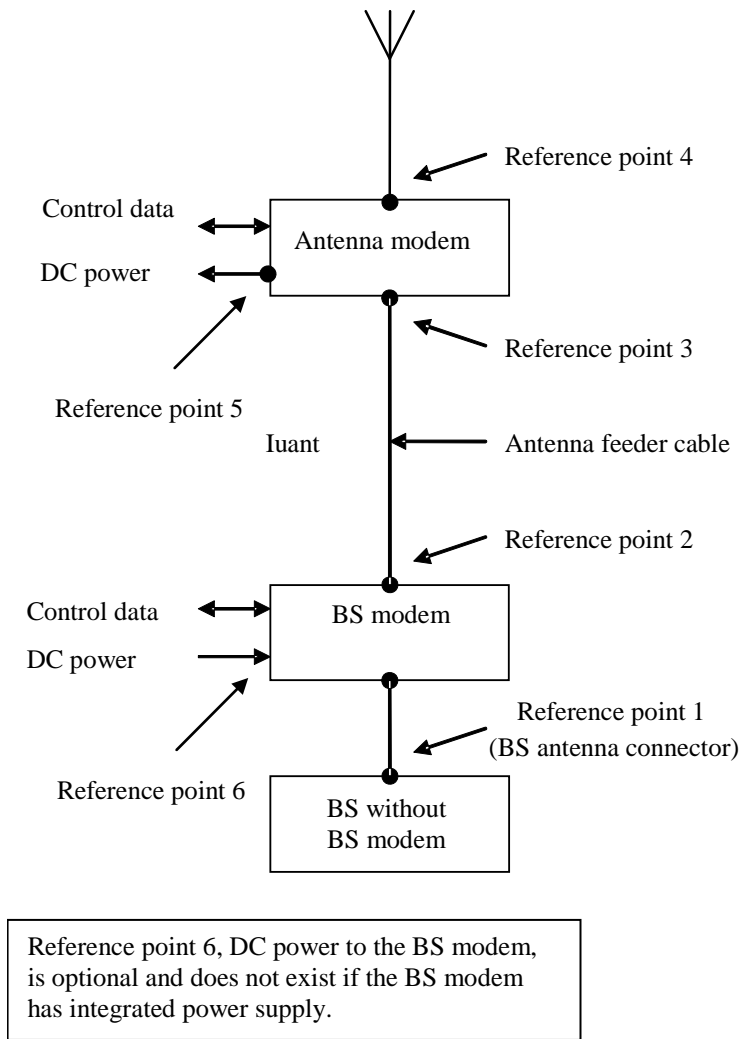 Reference point 4
Control data
Antenna modem
DC power
Reference point 3
Reference point 5
Iuant
Antenna feeder cable
Reference point 2
Control data
BS modem
DC power
Reference point 1
(BS antenna connector)
Reference point 6
BS without
BS modem
Reference point 6, DC power to the BS modem,
is optional and does not exist if the BS modem
has integrated power supply.